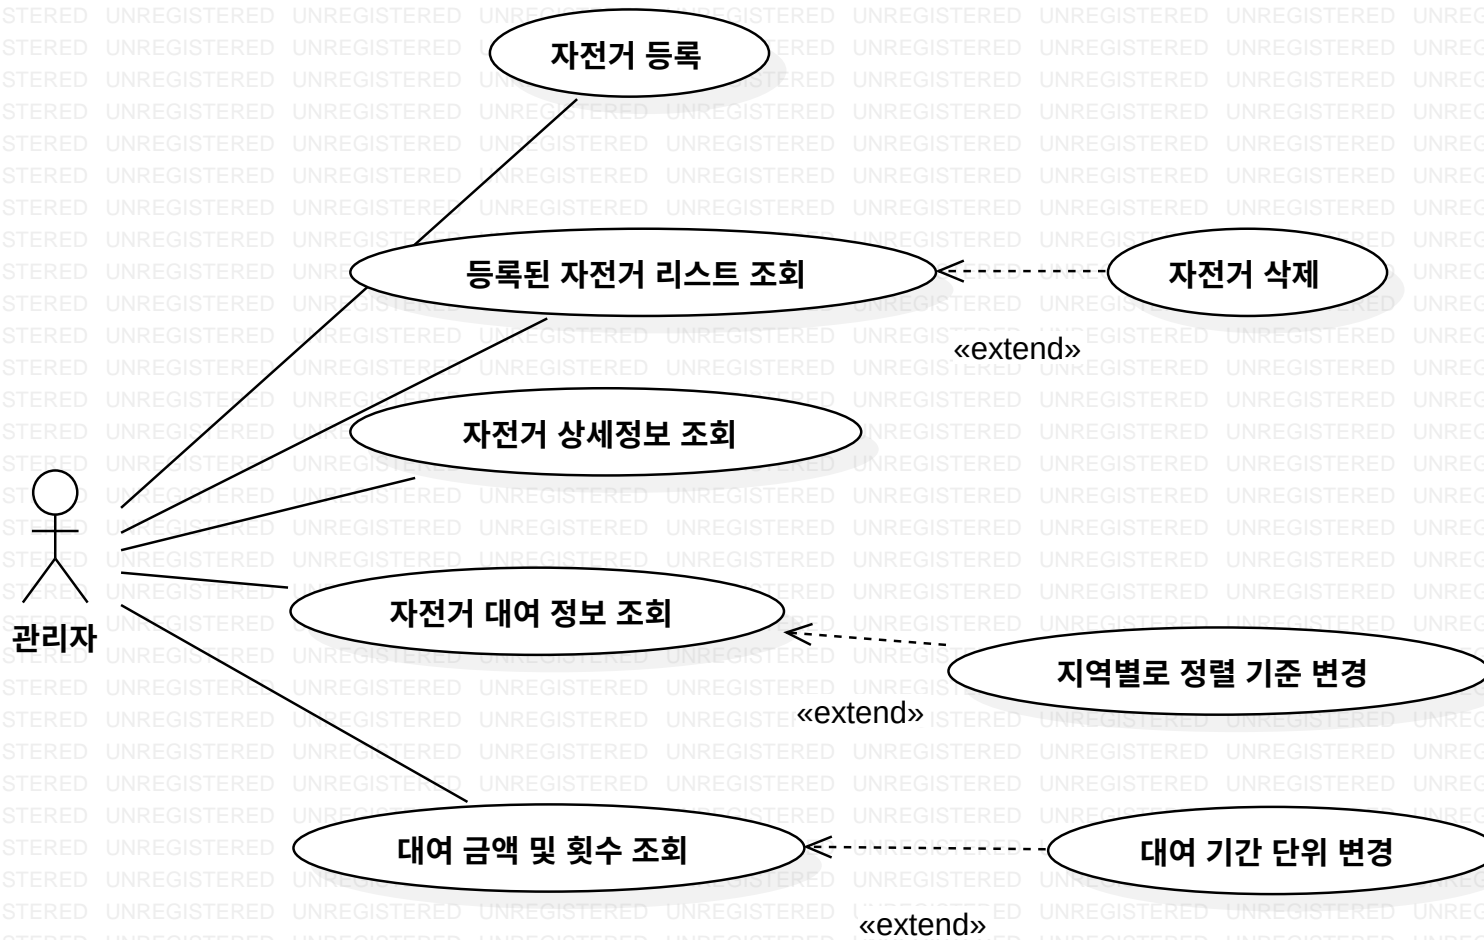 자전거 등록
등록된 자전거 리스트 조회
자전거 삭제
«extend»
자전거 상세정보 조회
자전거 대여 정보 조회
관리자
지역별로 정렬 기준 변경
«extend»
대여 금액 및 횟수 조회
대여 기간 단위 변경
«extend»
UNREGISTERED